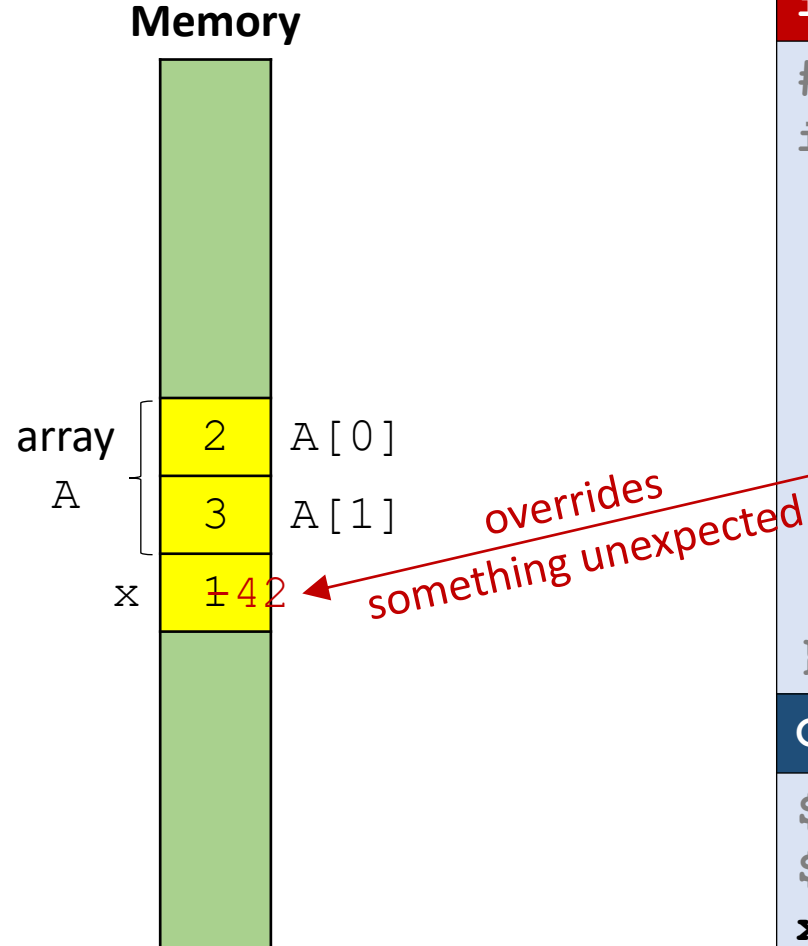 Memory
array
A
2 A[0]
3 A[1]
x 1 42
overrides
something unexpected